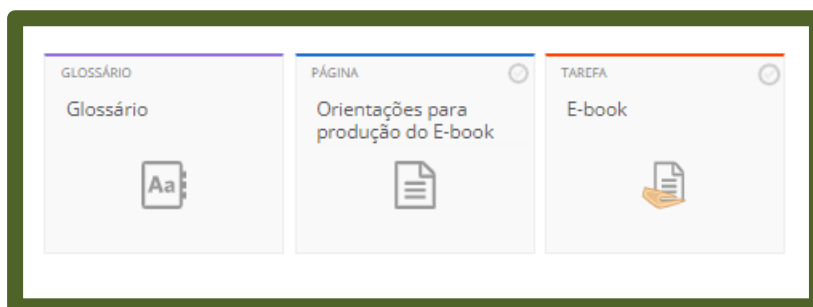 GLOSSÁRIO
Glossário
Aa
PÁGINA
Orientações para
produção do E-book
TAREFA
E-book